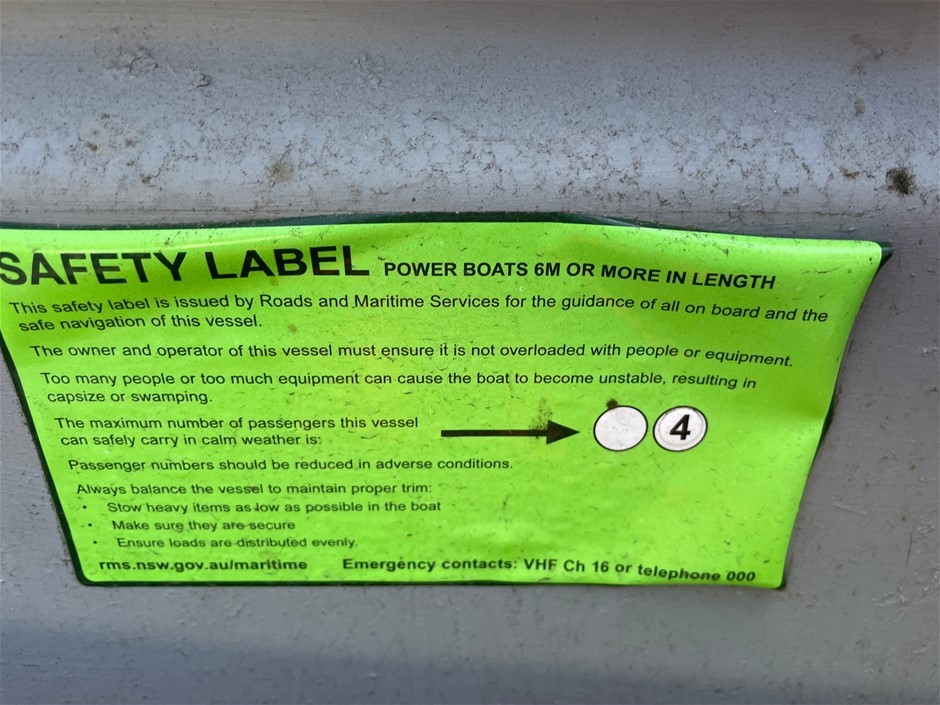 SAFETY LABEL POWER BOATS 6M OR MORE IN LENGTH
This safety label is issued by Roads and Maritime Services for the guidance of all on board and the
safe navigation of this vessel.
The owner and operator of this vessel must ensure it is not overloaded with people or equipment.
Too many people or too much equipment can cause the boat to become unstable, resulting in
capsize or swamping.
The maximum number of passengers this vessel
can safely carry in calm weather is:
4
Passenger numbers should be reduced in adverse conditions.
Always balance the vessel to maintain proper trim:
• Stow heavy items as low as possible in the boat
• Make sure they are secure
• Ensure loads are distributed evenly.
rms.nsw.gov.au/maritime Emergency contacts: VHF Ch 16 or telephone 000